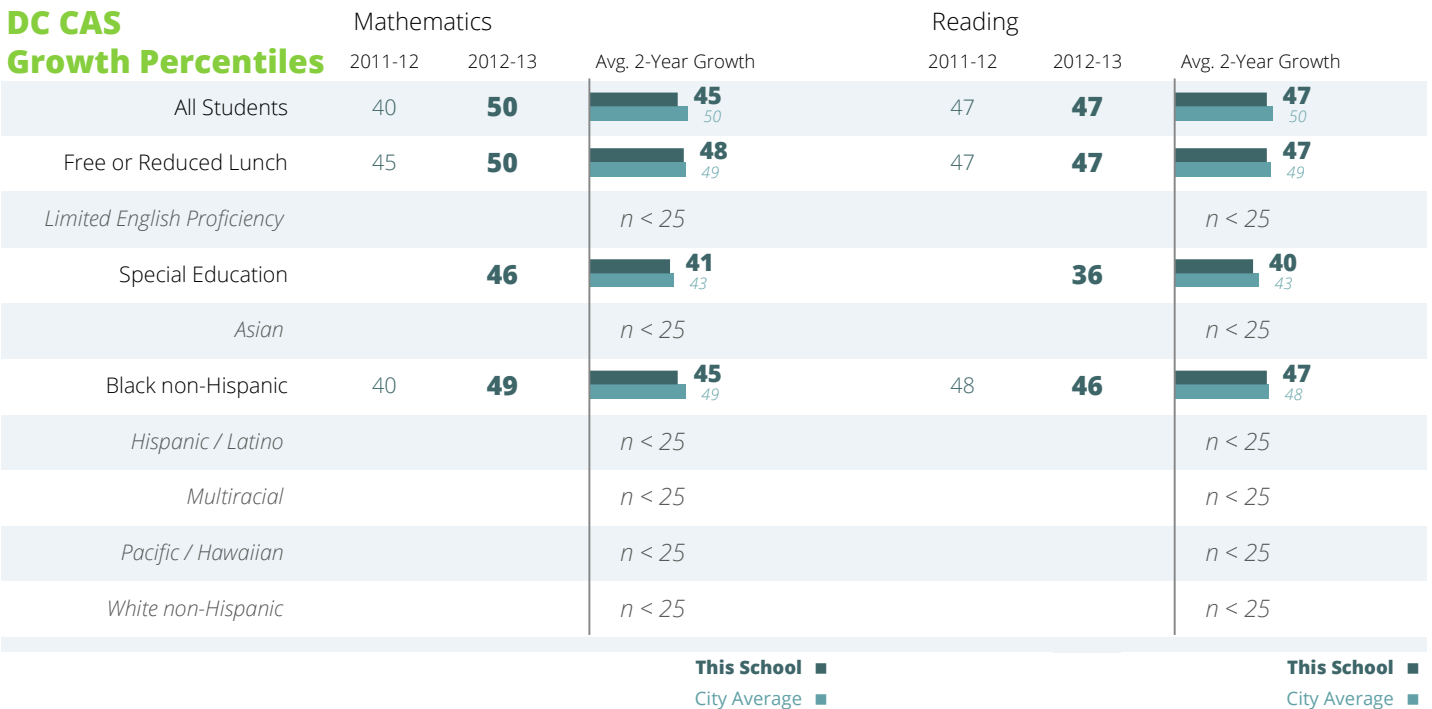 DC CAS Mathematics Reading
Growth Percentiles 2011-12 2012-13 Avg. 2-Year Growth 2011-12 2012-13 Avg. 2-Year Growth
All Students 40 50 45 50 47 47 47 50
Free or Reduced Lunch 45 50 48 49 47 47 47 49
Limited English Proficiency n < 25 n < 25
Special Education 46 41 43 36 40 43
Asian n < 25 n < 25
Black non-Hispanic 40 49 45 49 48 46 47 48
Hispanic / Latino n < 25 n < 25
Multiracial n < 25 n < 25
Pacific / Hawaiian n < 25 n < 25
White non-Hispanic n < 25 n < 25
This School This School
City Average City Average